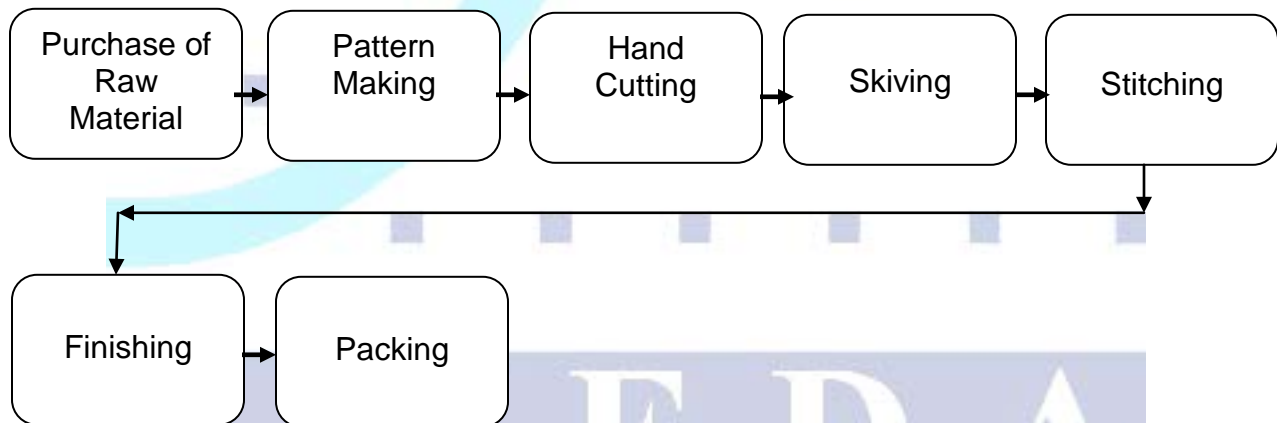 Purchase of
Raw
Material
Pattern
Making
Hand
Cutting
Skiving
Stitching
Finishing
Packing
E D A